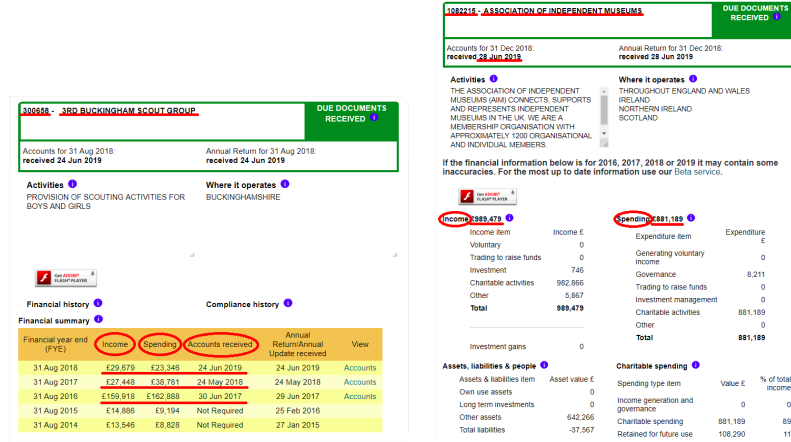 300658 - 3RD BUCKINGHAM SCOUT GROUP
DUE DOCUMENTS
RECEIVED
Accounts for 31 Aug 2018:
received 24 Jun 2019
Annual Return for 31 Aug 2018:
received 24 Jun 2019
Activities
PROVISION OF SCOUTING ACTIVITIES FOR
BOYS AND GIRLS
Where it operates
BUCKINGHAMSHIRE
Get ADOBE®
FLASH® PLAYER
Financial history
Compliance history
Financial summary
Financial year end (FYE) Income Spending Accounts received Annual Return/Annual Update received View
31 Aug 2018 £29,679 £23,346 24 Jun 2019 24 Jun 2019 Accounts
31 Aug 2017 £27,448 £38,781 24 May 2018 24 May 2018 Accounts
31 Aug 2016 £159,918 £162,888 30 Jun 2017 29 Jun 2017 Accounts
31 Aug 2015 £14,886 £9,194 Not Required 25 Feb 2016
31 Aug 2014 £13,546 £8,828 Not Required 27 Jan 2015
1082215 - ASSOCIATION OF INDEPENDENT MUSEUMS
DUE DOCUMENTS
RECEIVED
Accounts for 31 Dec 2018:
received 28 Jun 2019
Annual Return for 31 Dec 2018:
received 28 Jun 2019
Activities
THE ASSOCIATION OF INDEPENDENT
MUSEUMS (AIM) CONNECTS, SUPPORTS
AND REPRESENTS INDEPENDENT
MUSEUMS IN THE UK. WE ARE A
MEMBERSHIP ORGANISATION WITH
APPROXIMATELY 1200 ORGANISATIONAL
AND INDIVIDUAL MEMBERS.
Where it operates
THROUGHOUT ENGLAND AND WALES
IRELAND
NORTHERN IRELAND
SCOTLAND
If the financial information below is for 2016, 2017, 2018 or 2019 it may contain some
inaccuracies. For the most up to date information use our Beta service.
Get ADOBE®
FLASH® PLAYER
Income £989,479
Income item Income £
Voluntary 0
Trading to raise funds 0
Investment 746
Charitable activities 982,866
Other 5,867
Total 989,479
Investment gains 0
Spending £881,189
Expenditure item Expenditure £
Generating voluntary income 0
Governance 8,211
Trading to raise funds 0
Investment management 0
Charitable activities 881,189
Other 0
Total 881,189
Assets, liabilities & people
Assets & liabilities item Asset value £
Own use assets 0
Long term investments 0
Other assets 642,266
Total liabilities -37,567
Charitable spending
Spending type item Value £ % of total income
Income generation and governance 0 0
Charitable spending 881,189 89
Retained for future use 108,290 11